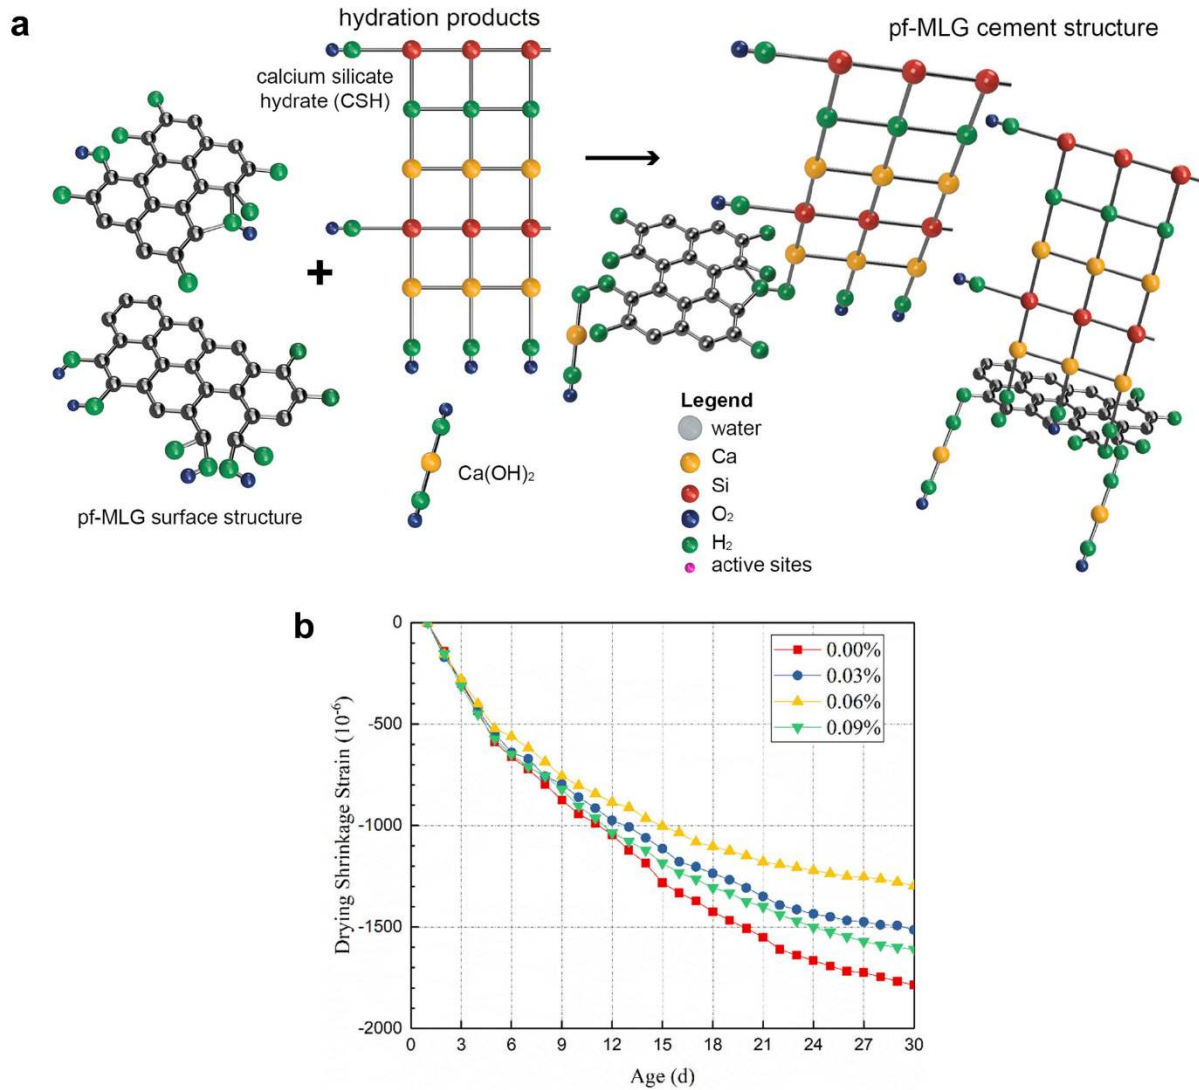 a
hydration products
calcium silicate
hydrate (CSH)
pf-MLG cement structure
+
Ca(OH)₂
pf-MLG surface structure
Legend
water
Ca
Si
O₂
H₂
active sites
b
0.00%
0.03%
0.06%
0.09%
Drying Shrinkage Strain (10⁻⁶)
0
-500
-1000
-1500
-2000
0 3 6 9 12 15 18 21 24 27 30
Age (d)